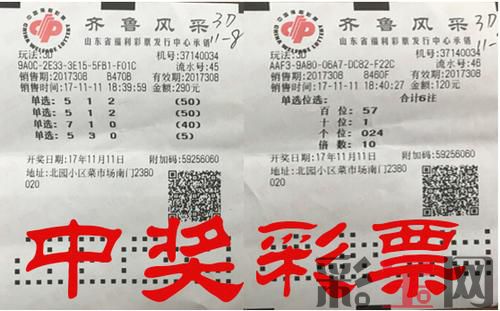 齐鲁风采 3D
11-8
山东省福利彩票发行中心承销
玩法:3D 机号:37140034
9A0C-2E33-3E15-5FB1-F01C 流水号:45
销售期:2017308 B470B 有效期:2017308
销售时间:17-11-11 18:39:59 金额:290元
单选: 5 1 2 (50)
单选: 5 1 2 (50)
单选: 7 1 0 (40)
单选: 5 3 0 (5)
开奖日期:17年11月11日 附加码:59256060
地址:北园小区菜市场南门2380
020
齐鲁风采 3D
11-8
山东省福利彩票发行中心承销
玩法:3D 机号:37140034
AAF3-9A80-06A7-DC82-F22C 流水号:46
销售期:2017308 8460F 有效期:2017308
销售时间:17-11-11 18:40:27 金额:120元
单选按位: 合计6注
百 位: 57
十 位: 1
个 位: 024
倍 数: 10
开奖日期:17年11月11日 附加码:59256060
地址:北园小区菜市场南门2380
020
中奖彩票